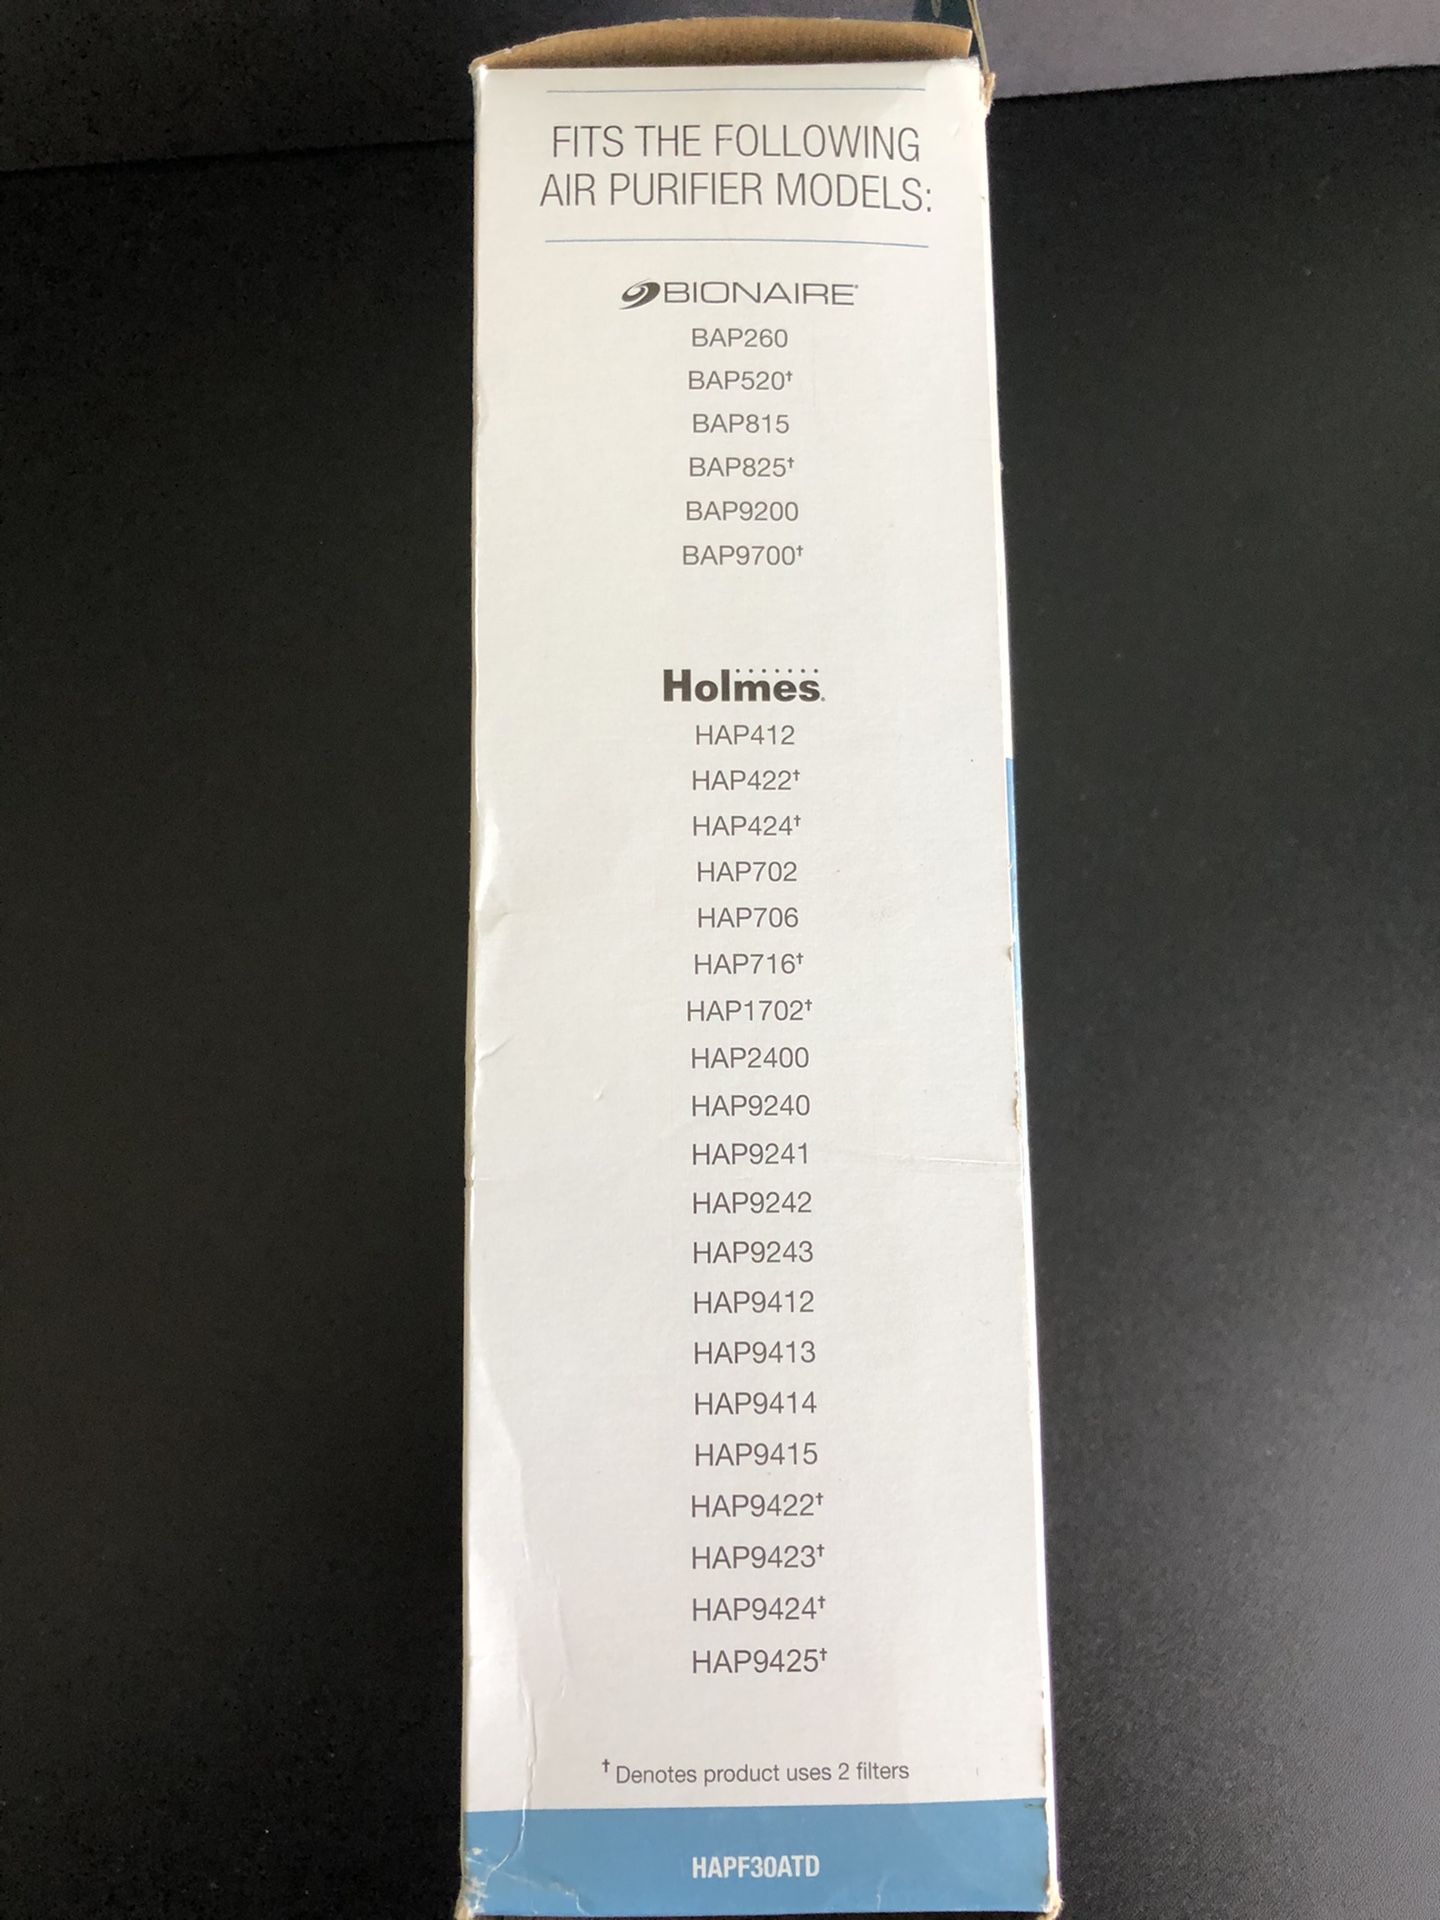 FITS THE FOLLOWING
AIR PURIFIER MODELS:
BIONAIRE®
BAP260
BAP520†
BAP815
BAP825†
BAP9200
BAP9700†
Holmes®
HAP412
HAP422†
HAP424†
HAP702
HAP706
HAP716†
HAP1702†
HAP2400
HAP9240
HAP9241
HAP9242
HAP9243
HAP9412
HAP9413
HAP9414
HAP9415
HAP9422†
HAP9423†
HAP9424†
HAP9425†
† Denotes product uses 2 filters
HAPF30ATD